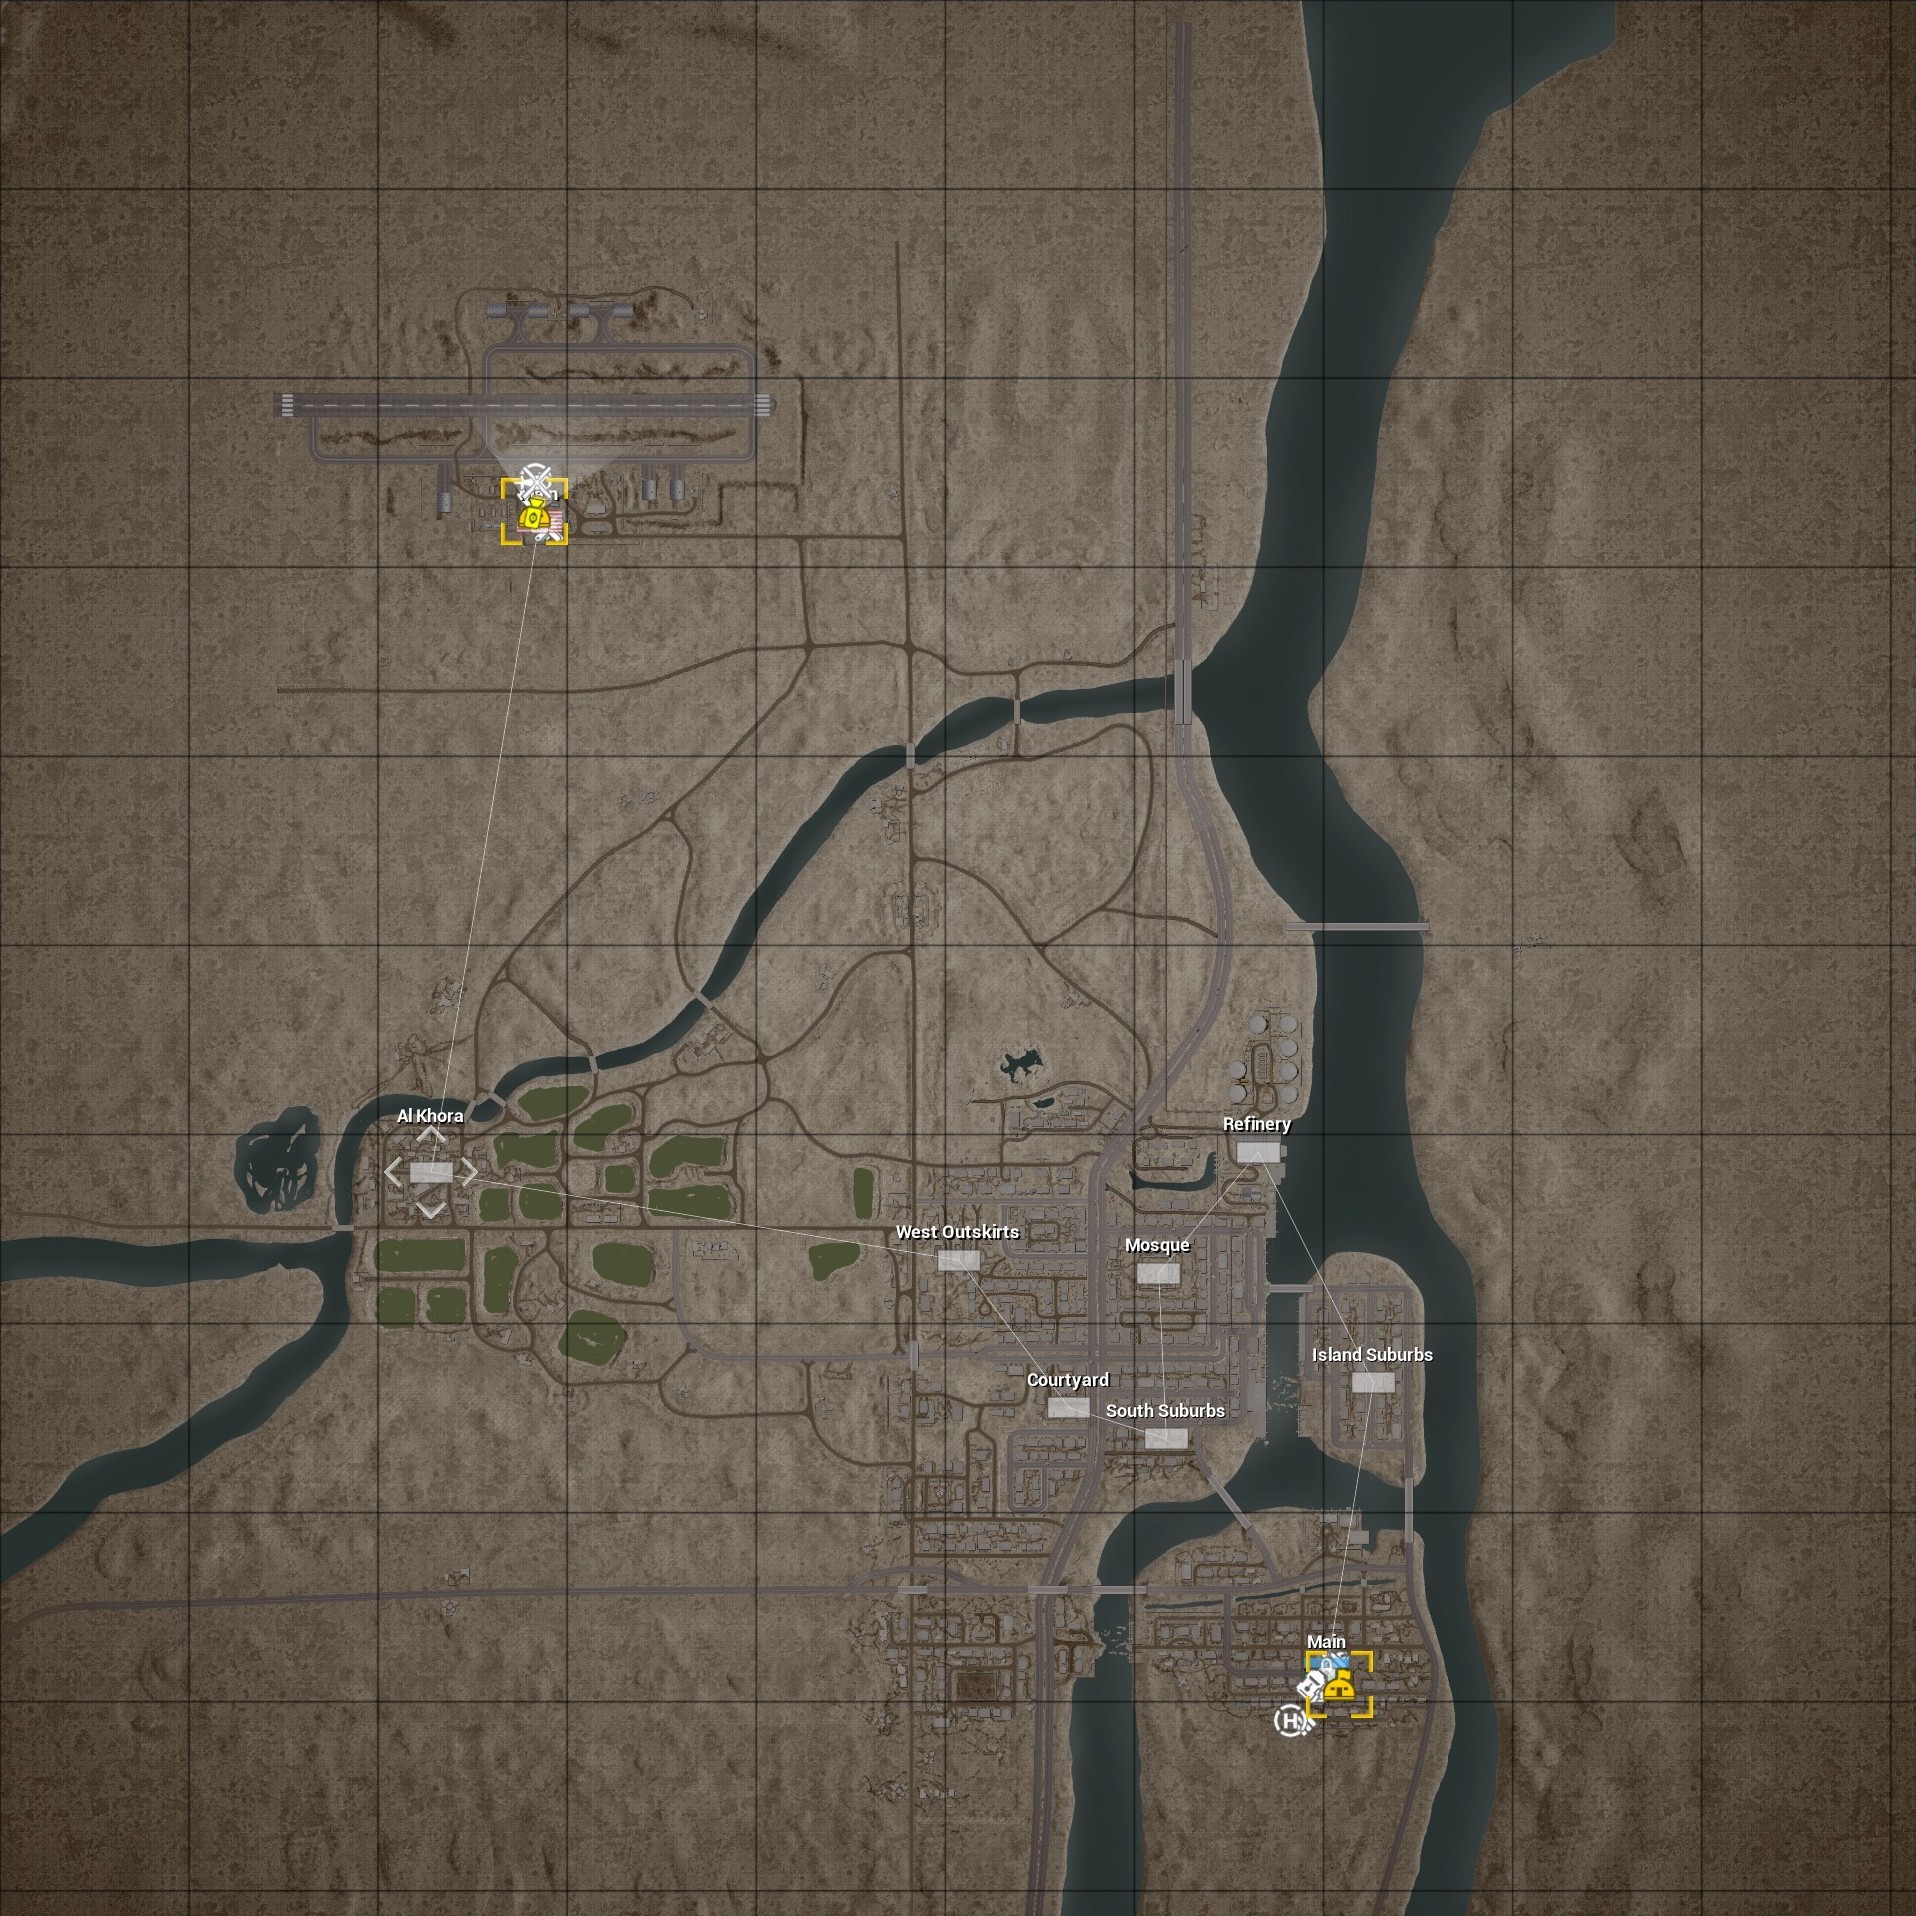 Al Khora
Refinery
West Outskirts
Mosque
Island Suburbs
Courtyard
South Suburbs
Main
H